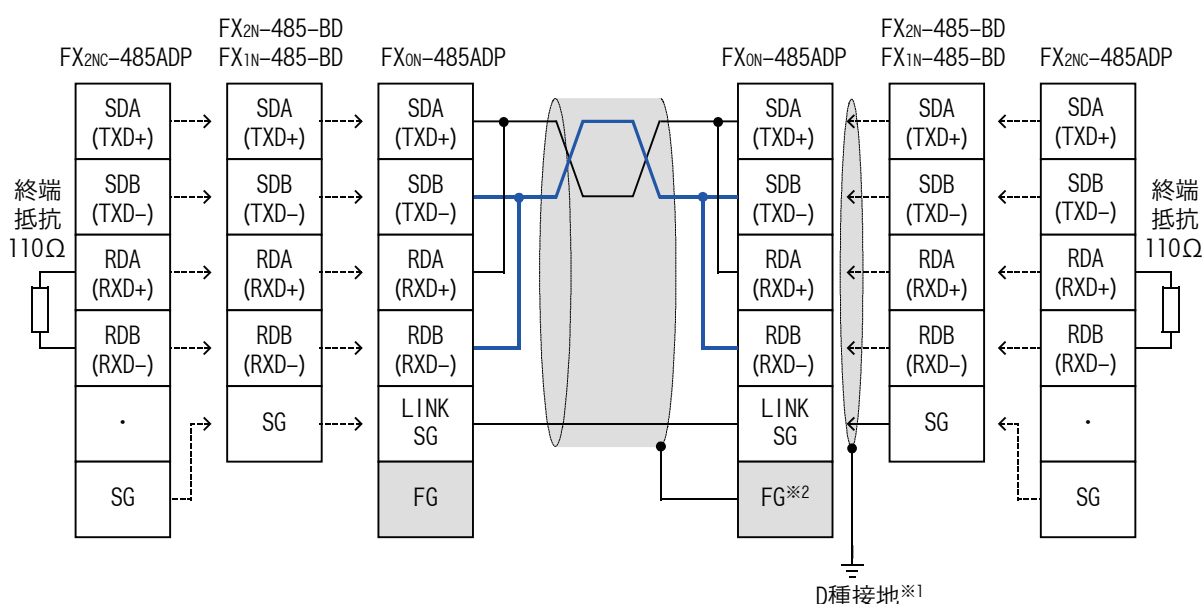 FX2N-485-BD
FX1N-485-BD
FX2NC-485ADP
FX0N-485ADP
FX0N-485ADP
FX2N-485-BD
FX1N-485-BD
FX2NC-485ADP
終端
抵抗
110Ω
SDA
(TXD+)
SDB
(TXD-)
RDA
(RXD+)
RDB
(RXD-)
・
SG
SDA
(TXD+)
SDB
(TXD-)
RDA
(RXD+)
RDB
(RXD-)
SG
SDA
(TXD+)
SDB
(TXD-)
RDA
(RXD+)
RDB
(RXD-)
LINK
SG
FG
SDA
(TXD+)
SDB
(TXD-)
RDA
(RXD+)
RDB
(RXD-)
LINK
SG
FG※2
SDA
(TXD+)
SDB
(TXD-)
RDA
(RXD+)
RDB
(RXD-)
SG
SDA
(TXD+)
SDB
(TXD-)
RDA
(RXD+)
RDB
(RXD-)
・
SG
終端
抵抗
110Ω
D種接地※1